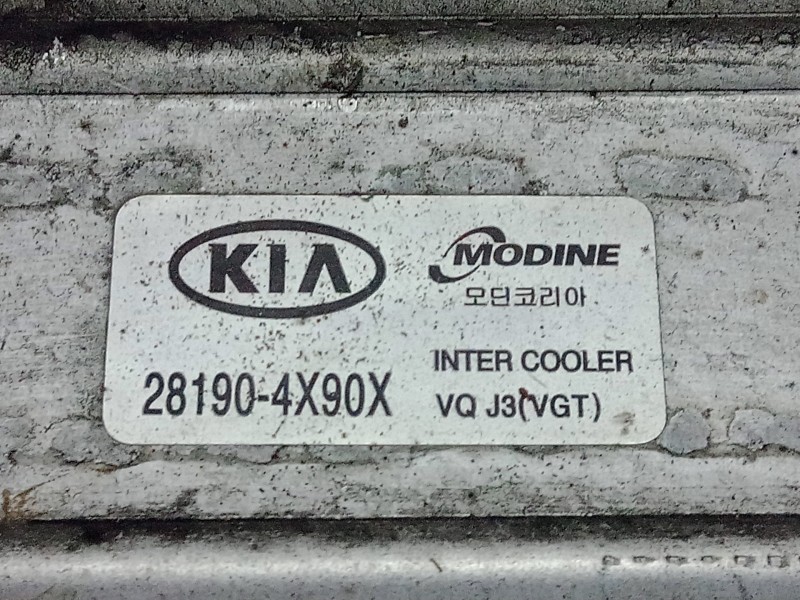 KIA MODINE
모딘코리아
INTER COOLER
28190-4X90X VQ J3(VGT)